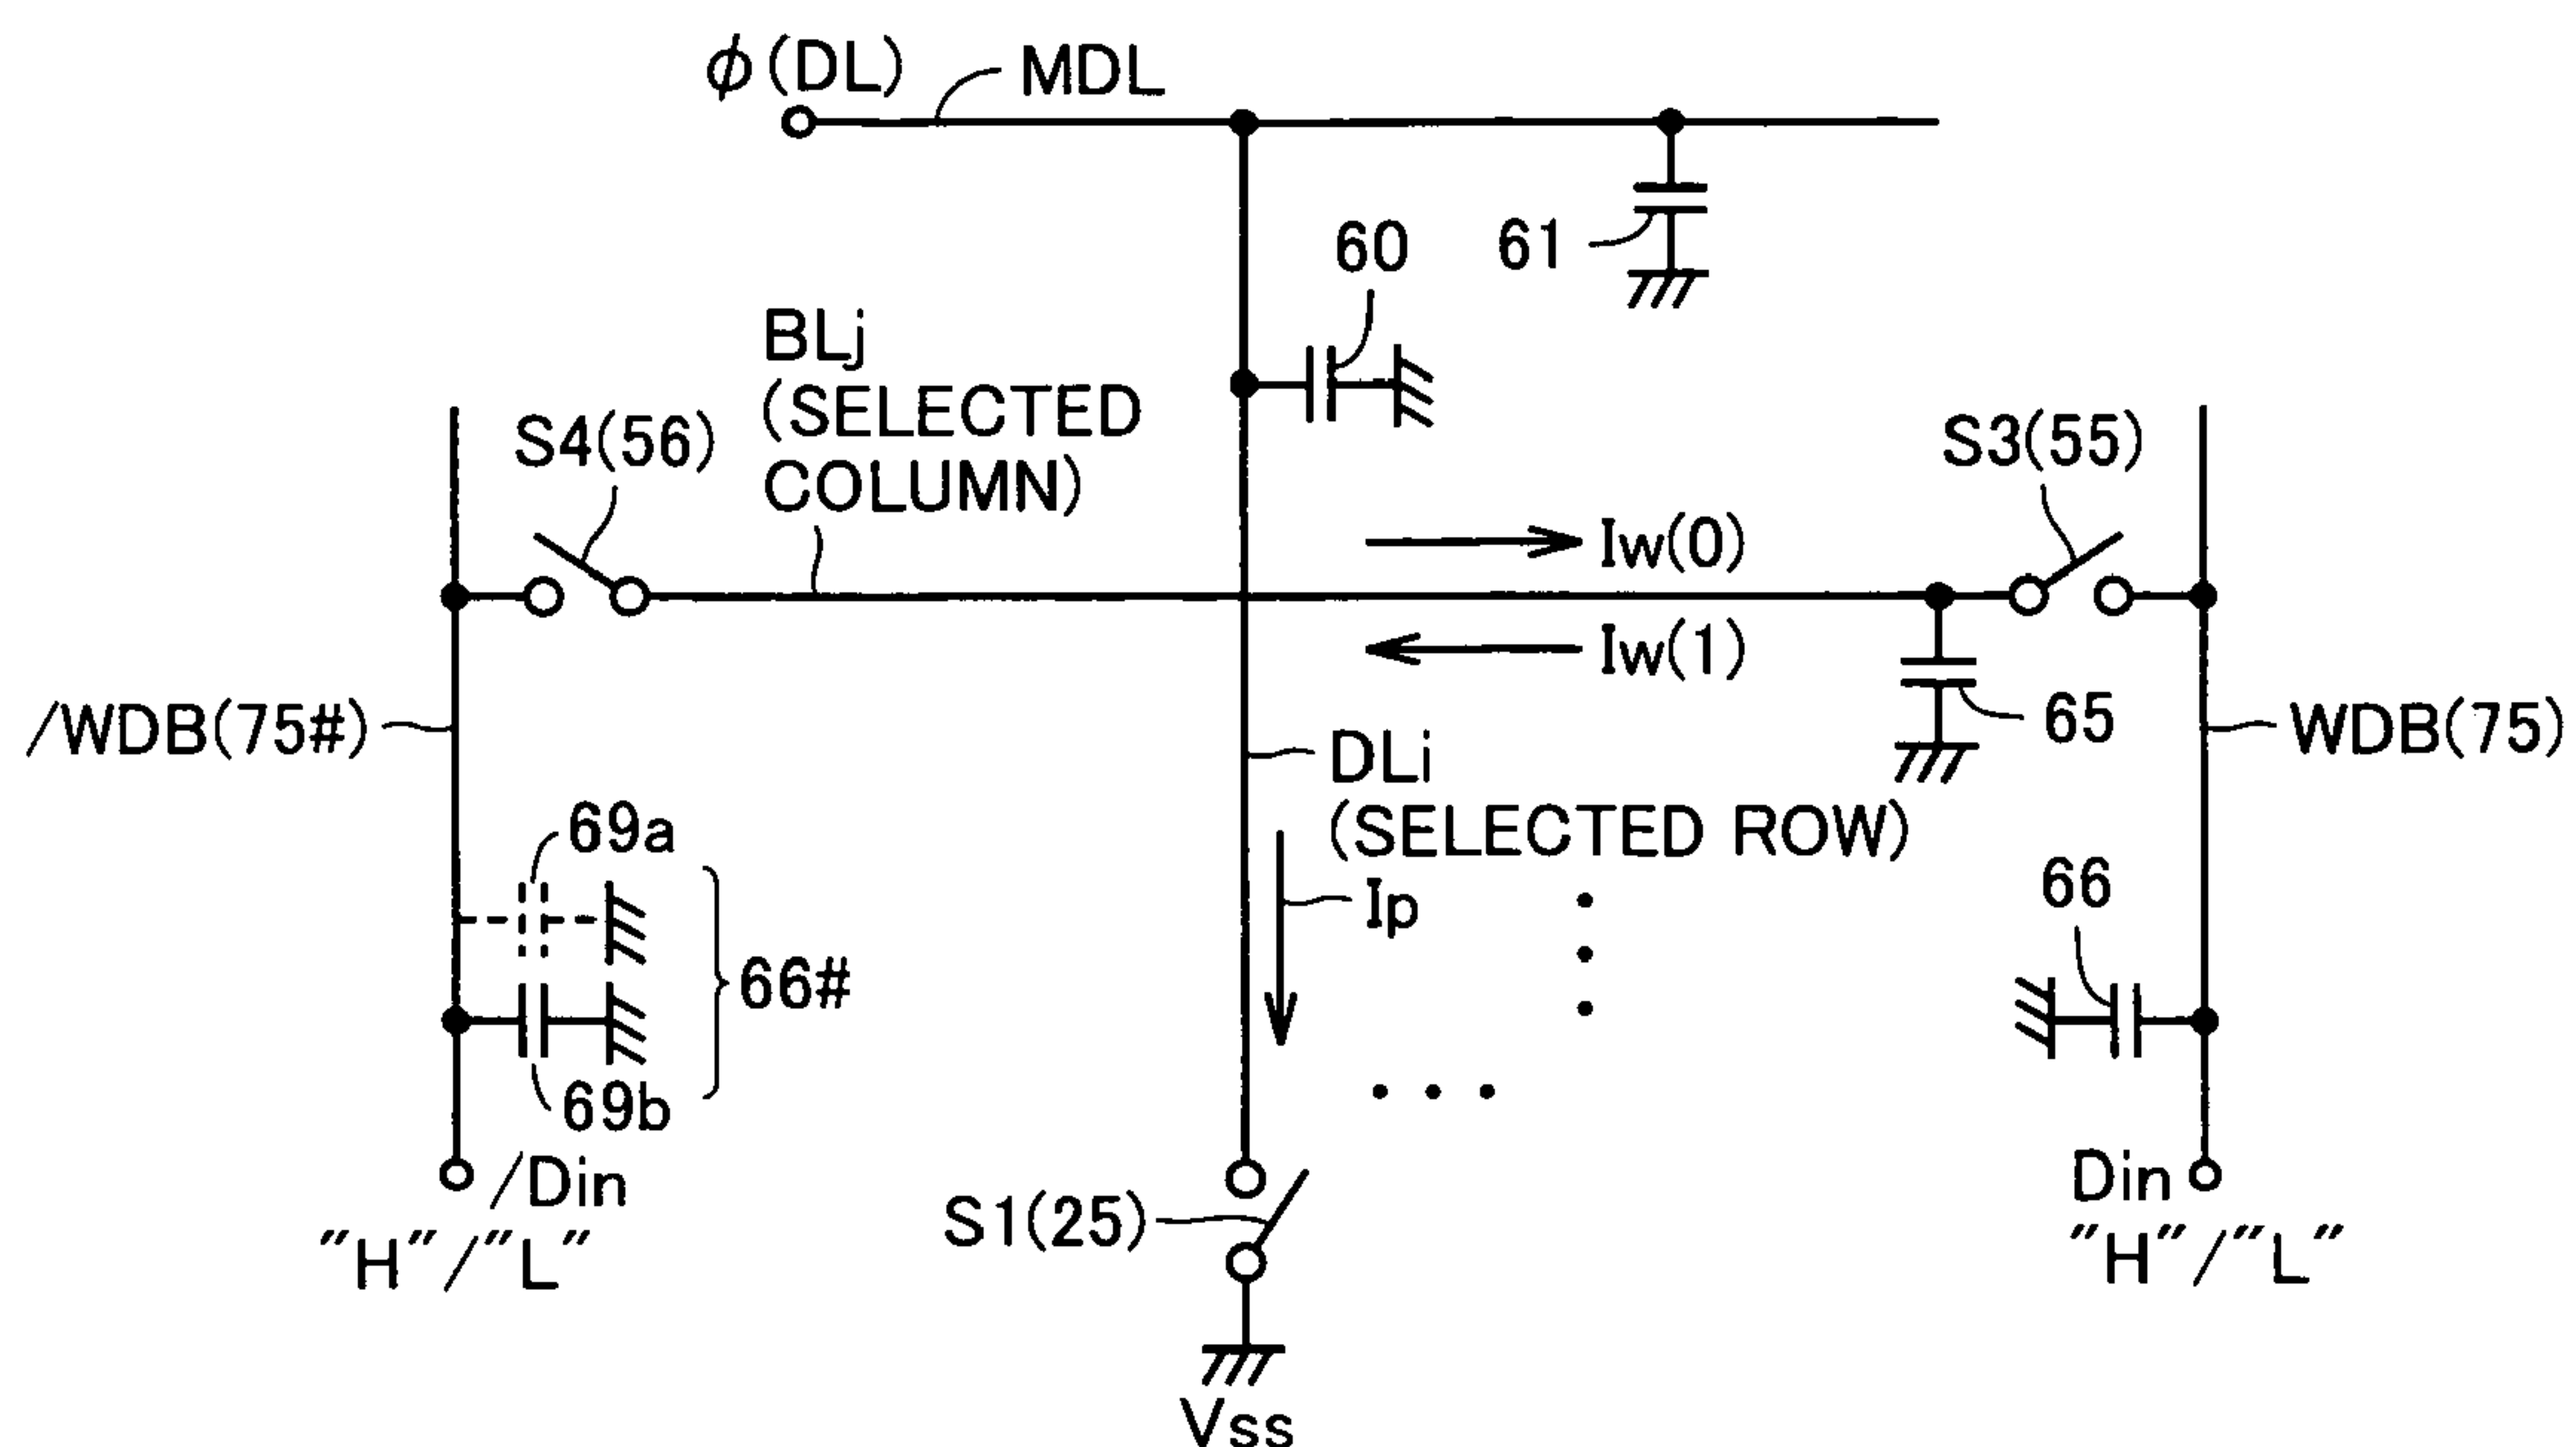 φ(DL)
MDL
60
61
BLj
(SELECTED
COLUMN)
S4(56)
S3(55)
Iw(0)
Iw(1)
/WDB(75#)
65
WDB(75)
DLi
(SELECTED ROW)
69a
66
Ip
66#
69b
/Din
"H"/"L"
S1(25)
Din
"H"/"L"
Vss